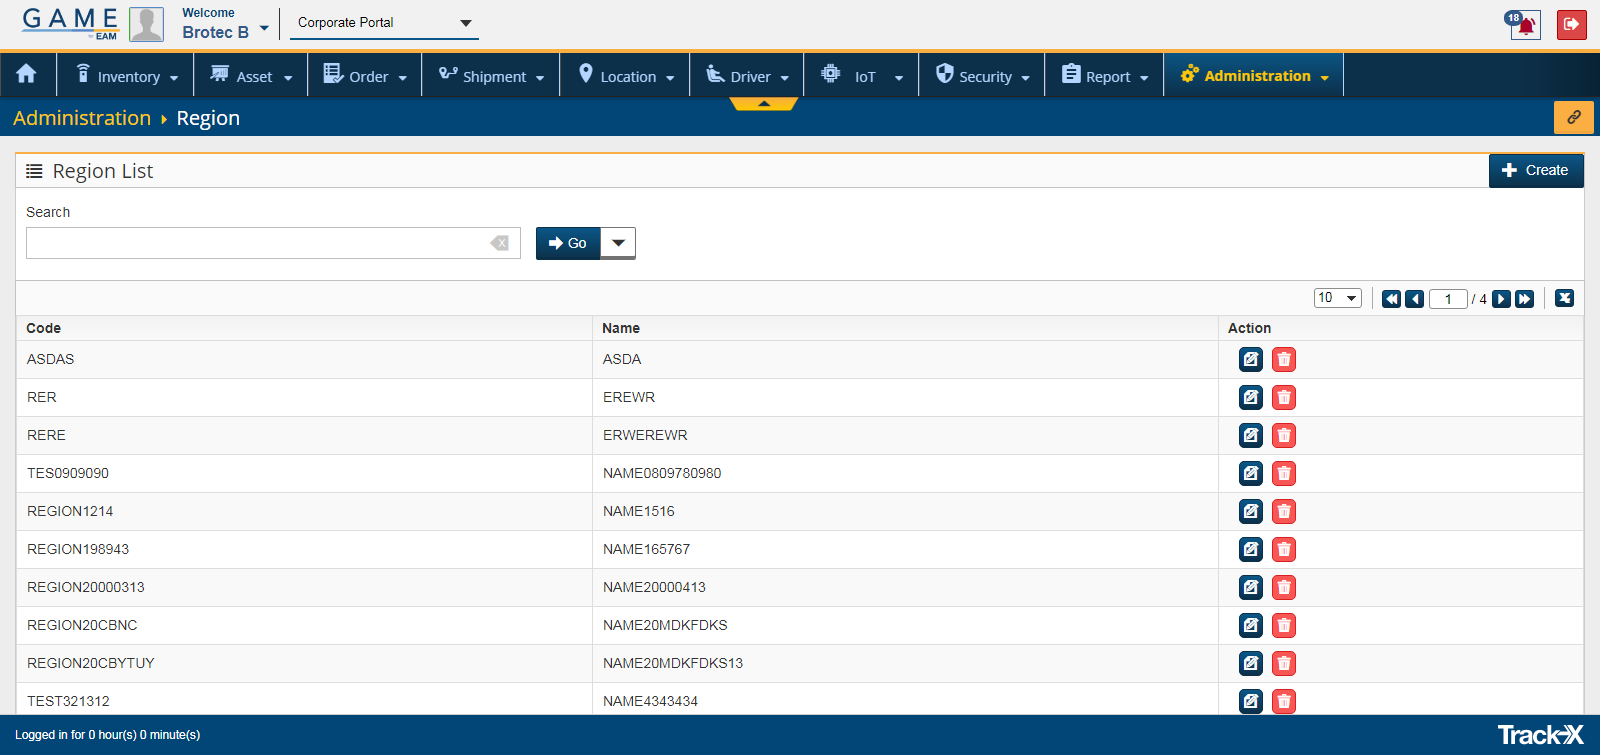 GAME
by EAM
Welcome
Brotec B
Corporate Portal
18
Inventory
Asset
Order
Shipment
Location
Driver
IoT
Security
Report
Administration
Administration Region
Region List
Create
Search
X
Go
10
1 / 4
Code Name Action
ASDAS ASDA
RER EREWR
RERE ERWEREWR
TES0909090 NAME0809780980
REGION1214 NAME1516
REGION198943 NAME165767
REGION20000313 NAME20000413
REGION20CBNC NAME20MDKFDKS
REGION20CBYTUY NAME20MDKFDKS13
TEST321312 NAME4343434
Logged in for 0 hour(s) 0 minute(s)
Track-X